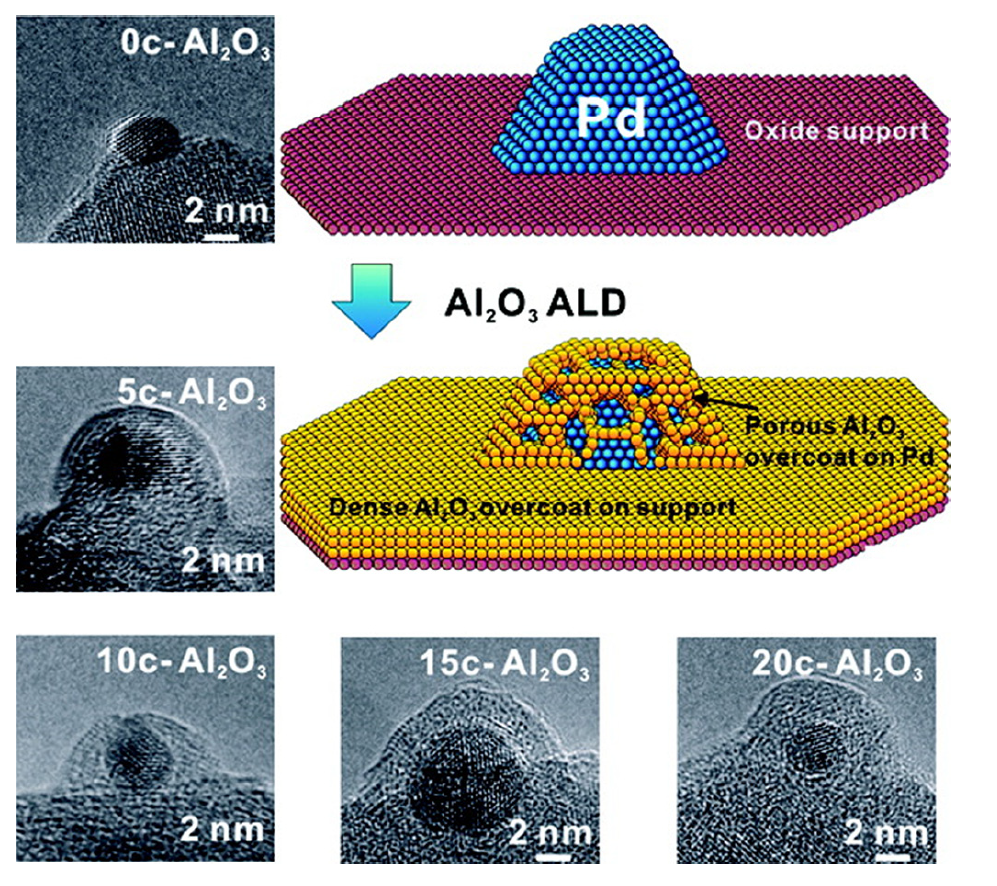 0c- Al₂O₃
Pd
Oxide support
2 nm
Al₂O₃ ALD
5c- Al₂O₃
Porous Al₂O₃
overcoat on Pd
Dense Al₂O₃ overcoat on support
2 nm
10c- Al₂O₃
15c- Al₂O₃
20c- Al₂O₃
2 nm
2 nm
2 nm